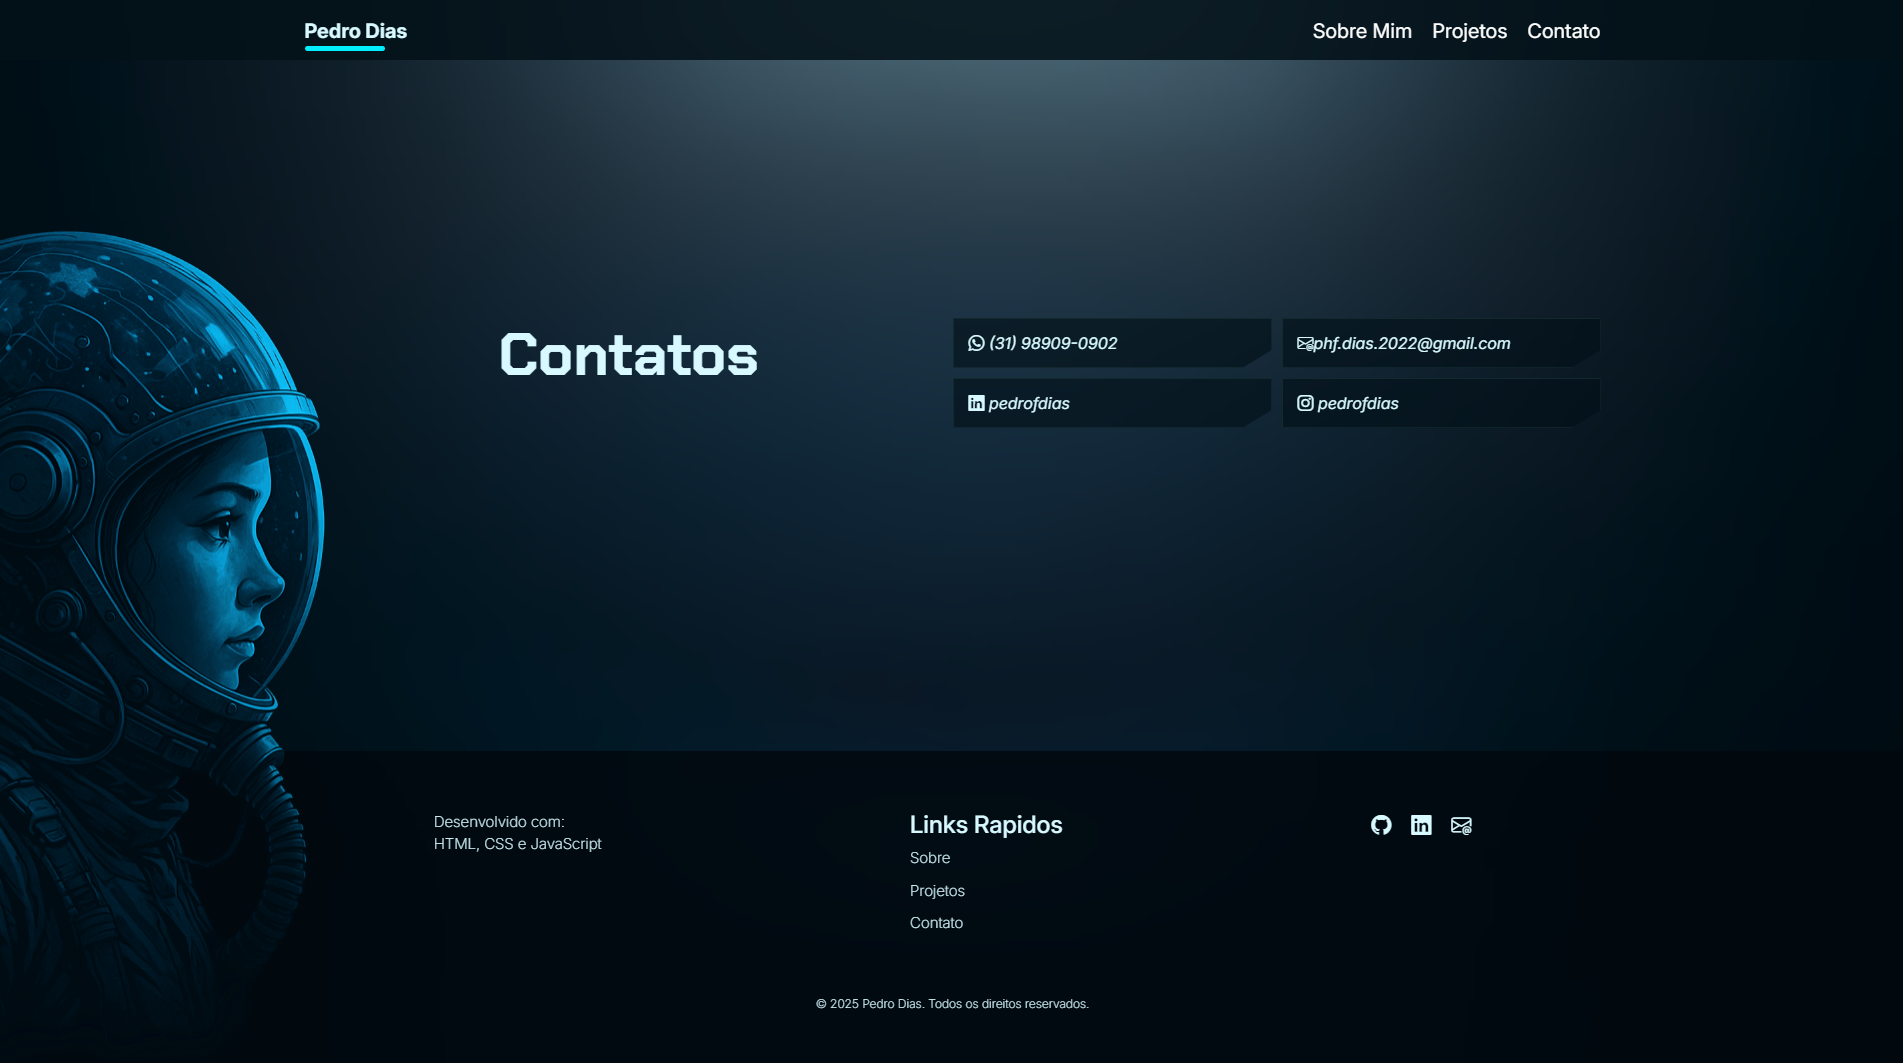 Pedro Dias
Sobre Mim Projetos Contato
Contatos
(31) 98909-0902
phf.dias.2022@gmail.com
pedrofdias
pedrofdias
Desenvolvido com:
HTML, CSS e JavaScript
Links Rapidos
Sobre
Projetos
Contato
© 2025 Pedro Dias. Todos os direitos reservados.